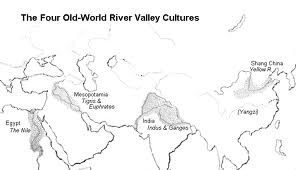 The Four Old-World River Valley Cultures
Shang China
Yellow R.
Mesopotamia
Tigris &
Euphrates
(Yangzi)
Egypt
The Nile
India
Indus & Ganges